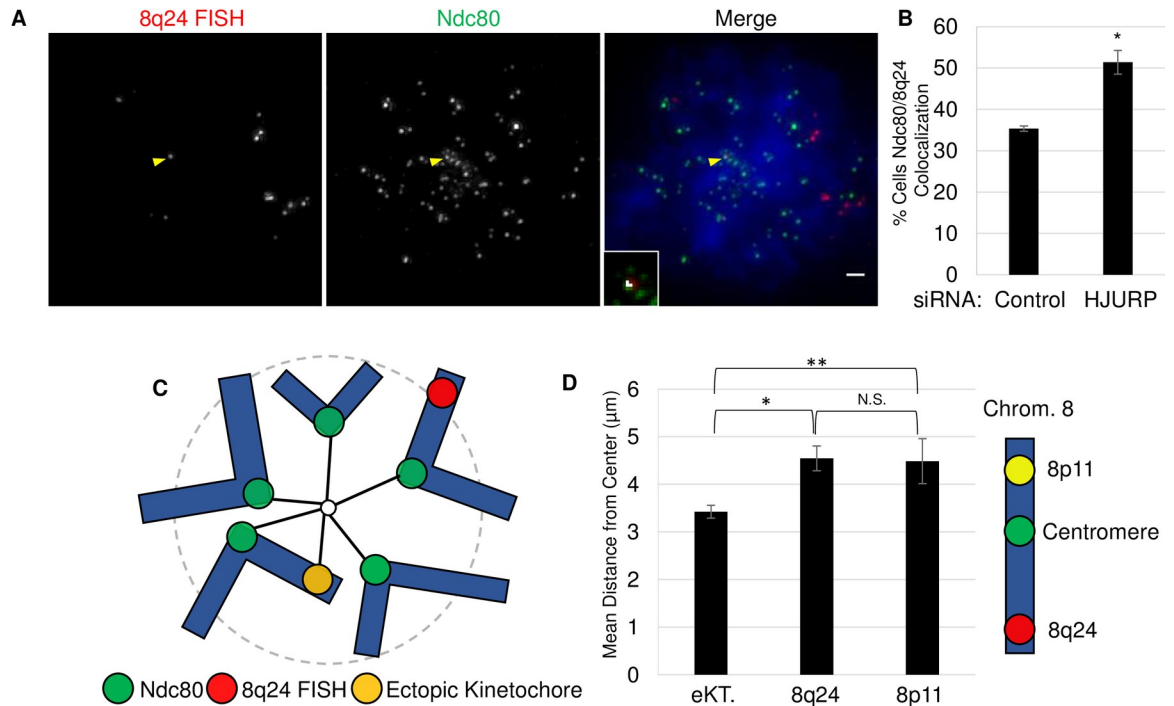 A
8q24 FISH
Ndc80
Merge
B
% Cells Ndc80/8q24
Colocalization
60
50
40
30
20
10
0
*
siRNA: Control HJURP
C
Ndc80 8q24 FISH Ectopic Kinetochore
D
Mean Distance from Center (µm)
6
5
4
3
2
1
0
**
*
N.S.
eKT. 8q24 8p11
Chrom. 8
8p11
Centromere
8q24